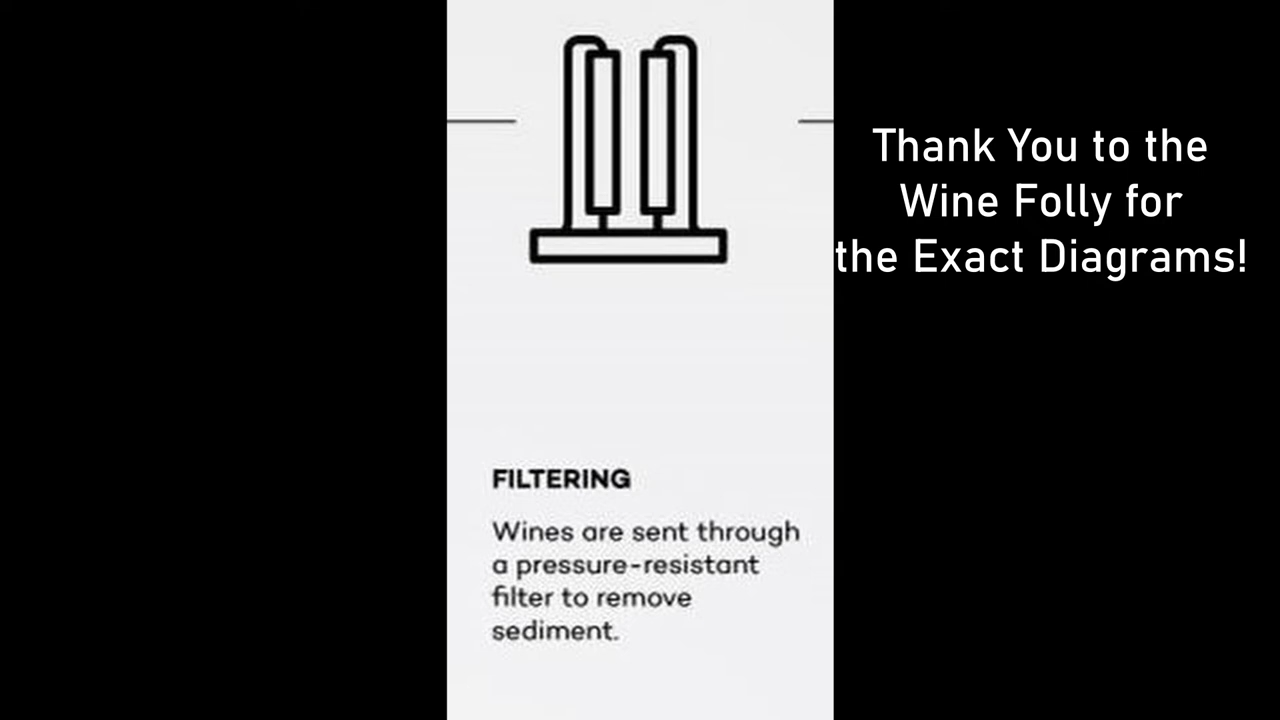 Thank You to the
Wine Folly for
the Exact Diagrams!
FILTERING
Wines are sent through
a pressure-resistant
filter to remove
sediment.